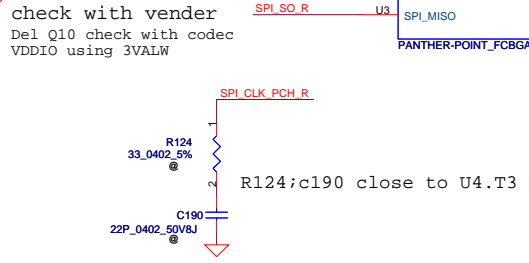 check with vender
Del Q10 check with codec
VDDIO using 3VALW
SPI_SO_R
U3
SPI_MISO
PANTHER-POINT_FCBGA
SPI_CLK_PCH_R
1
R124
33_0402_5%
@
2
R124;c190 close to U4.T3
C190
22P_0402_50V8J
@